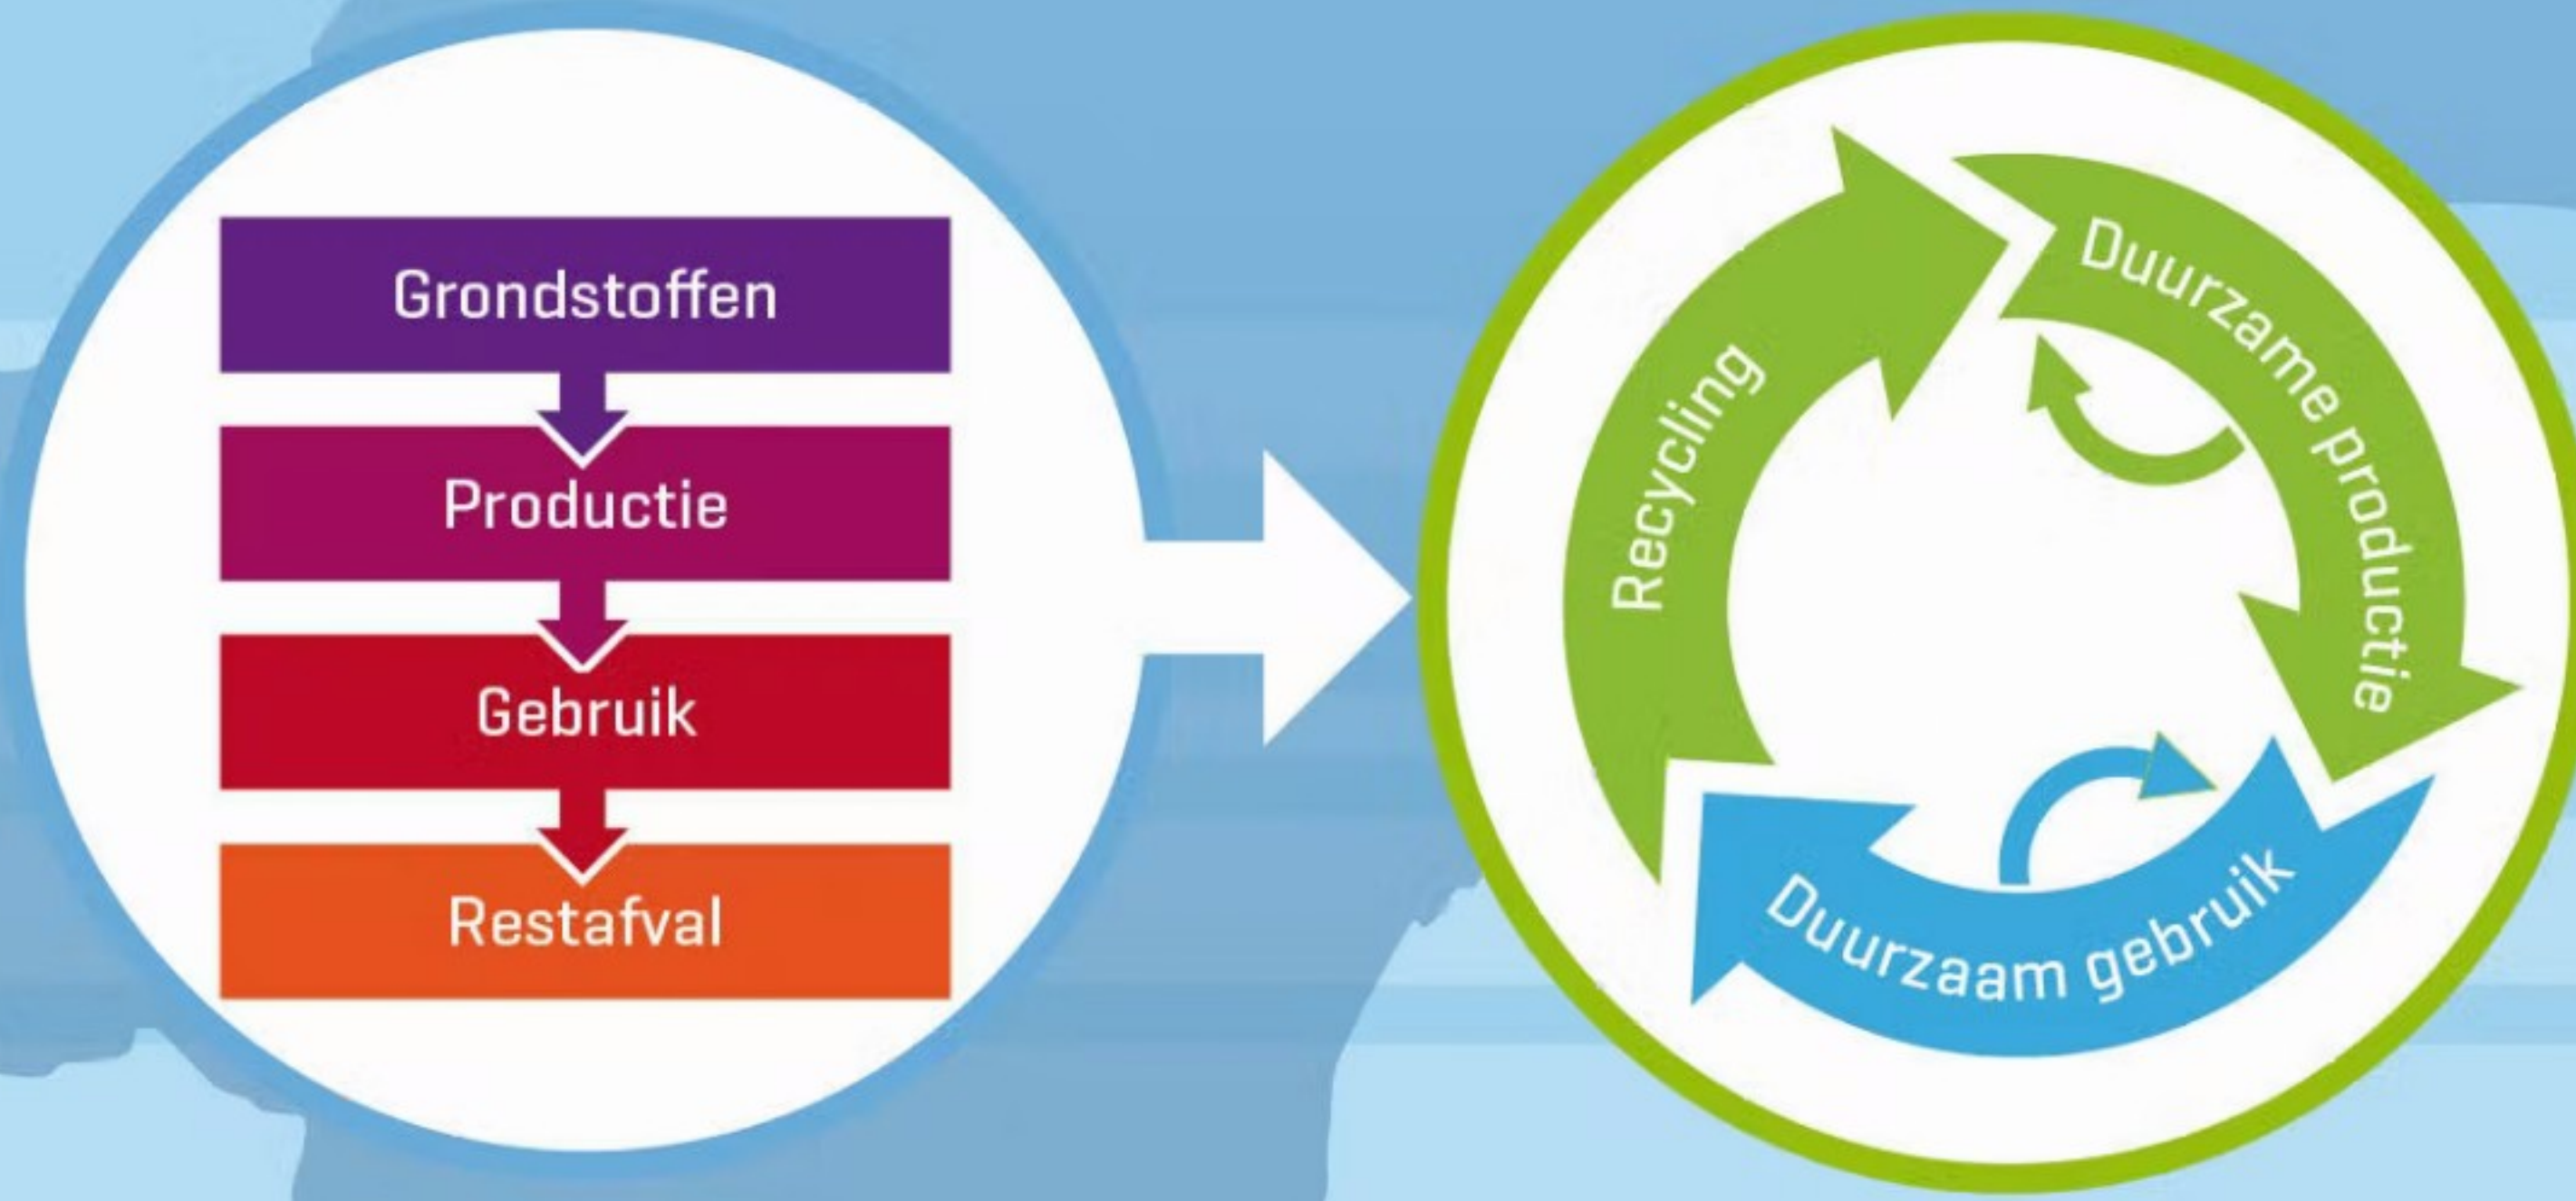 Grondstoffen
Productie
Gebruik
Restafval
Recycling
Duurzame productie
Duurzaam gebruik